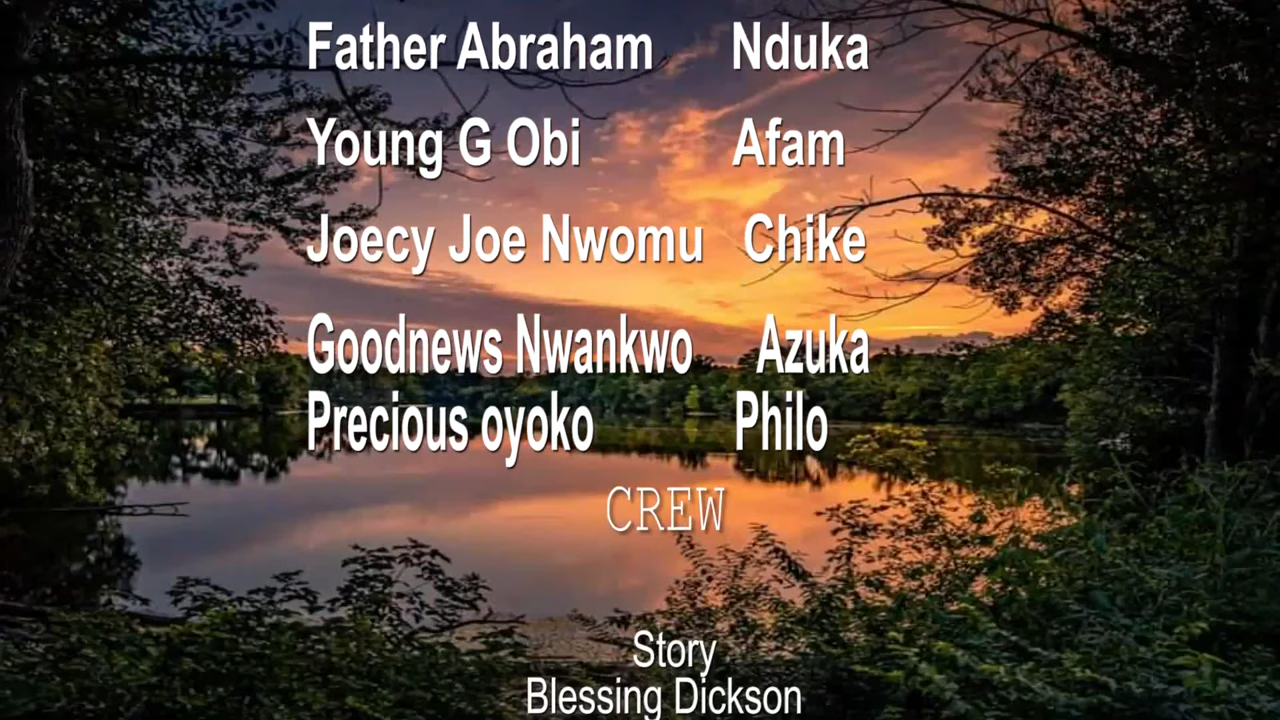 Father Abraham Nduka
Young G Obi Afam
Joecy Joe Nwomu Chike
Goodnews Nwankwo Azuka
Precious oyoko Philo
CREW
Story
Blessing Dickson